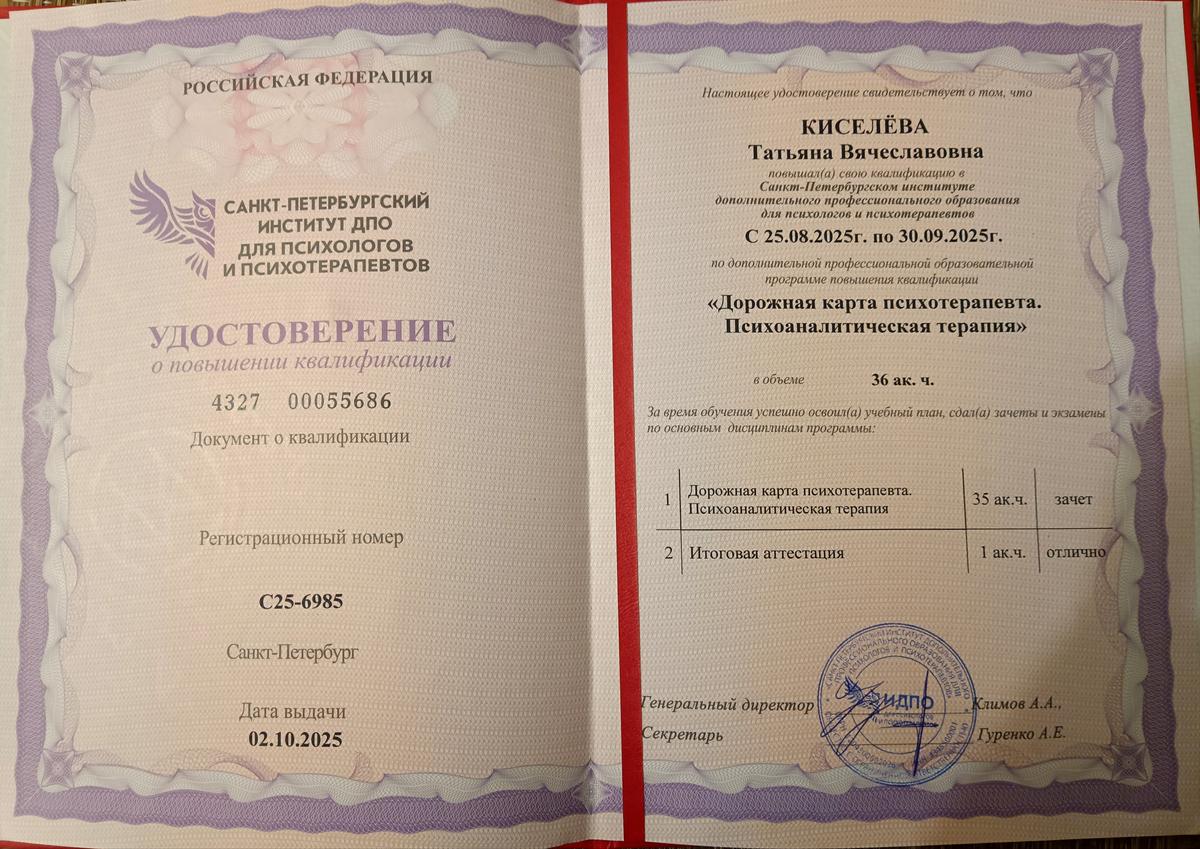 РОССИЙСКАЯ ФЕДЕРАЦИЯ
САНКТ-ПЕТЕРБУРГСКИЙ
ИНСТИТУТ ДПО
ДЛЯ ПСИХОЛОГОВ
И ПСИХОТЕРАПЕВТОВ
УДОСТОВЕРЕНИЕ
о повышении квалификации
4327 00055686
Документ о квалификации
Регистрационный номер
С25-6985
Санкт-Петербург
Дата выдачи
02.10.2025
Настоящее удостоверение свидетельствует о том, что
КИСЕЛЁВА
Татьяна Вячеславовна
повышал(а) свою квалификацию в
Санкт-Петербургском институте
дополнительного профессионального образования
для психологов и психотерапевтов
С 25.08.2025г. по 30.09.2025г.
по дополнительной профессиональной образовательной
программе повышения квалификации
«Дорожная карта психотерапевта.
Психоаналитическая терапия»
в объеме 36 ак. ч.
За время обучения успешно освоил(а) учебный план, сдал(а) зачеты и экзамены
по основным дисциплинам программы:
1 Дорожная карта психотерапевта. Психоаналитическая терапия 35 ак.ч. зачет
2 Итоговая аттестация 1 ак.ч. отлично
Генеральный директор Климов А.А.,
Секретарь Гуренко А.Е.
ИДПО